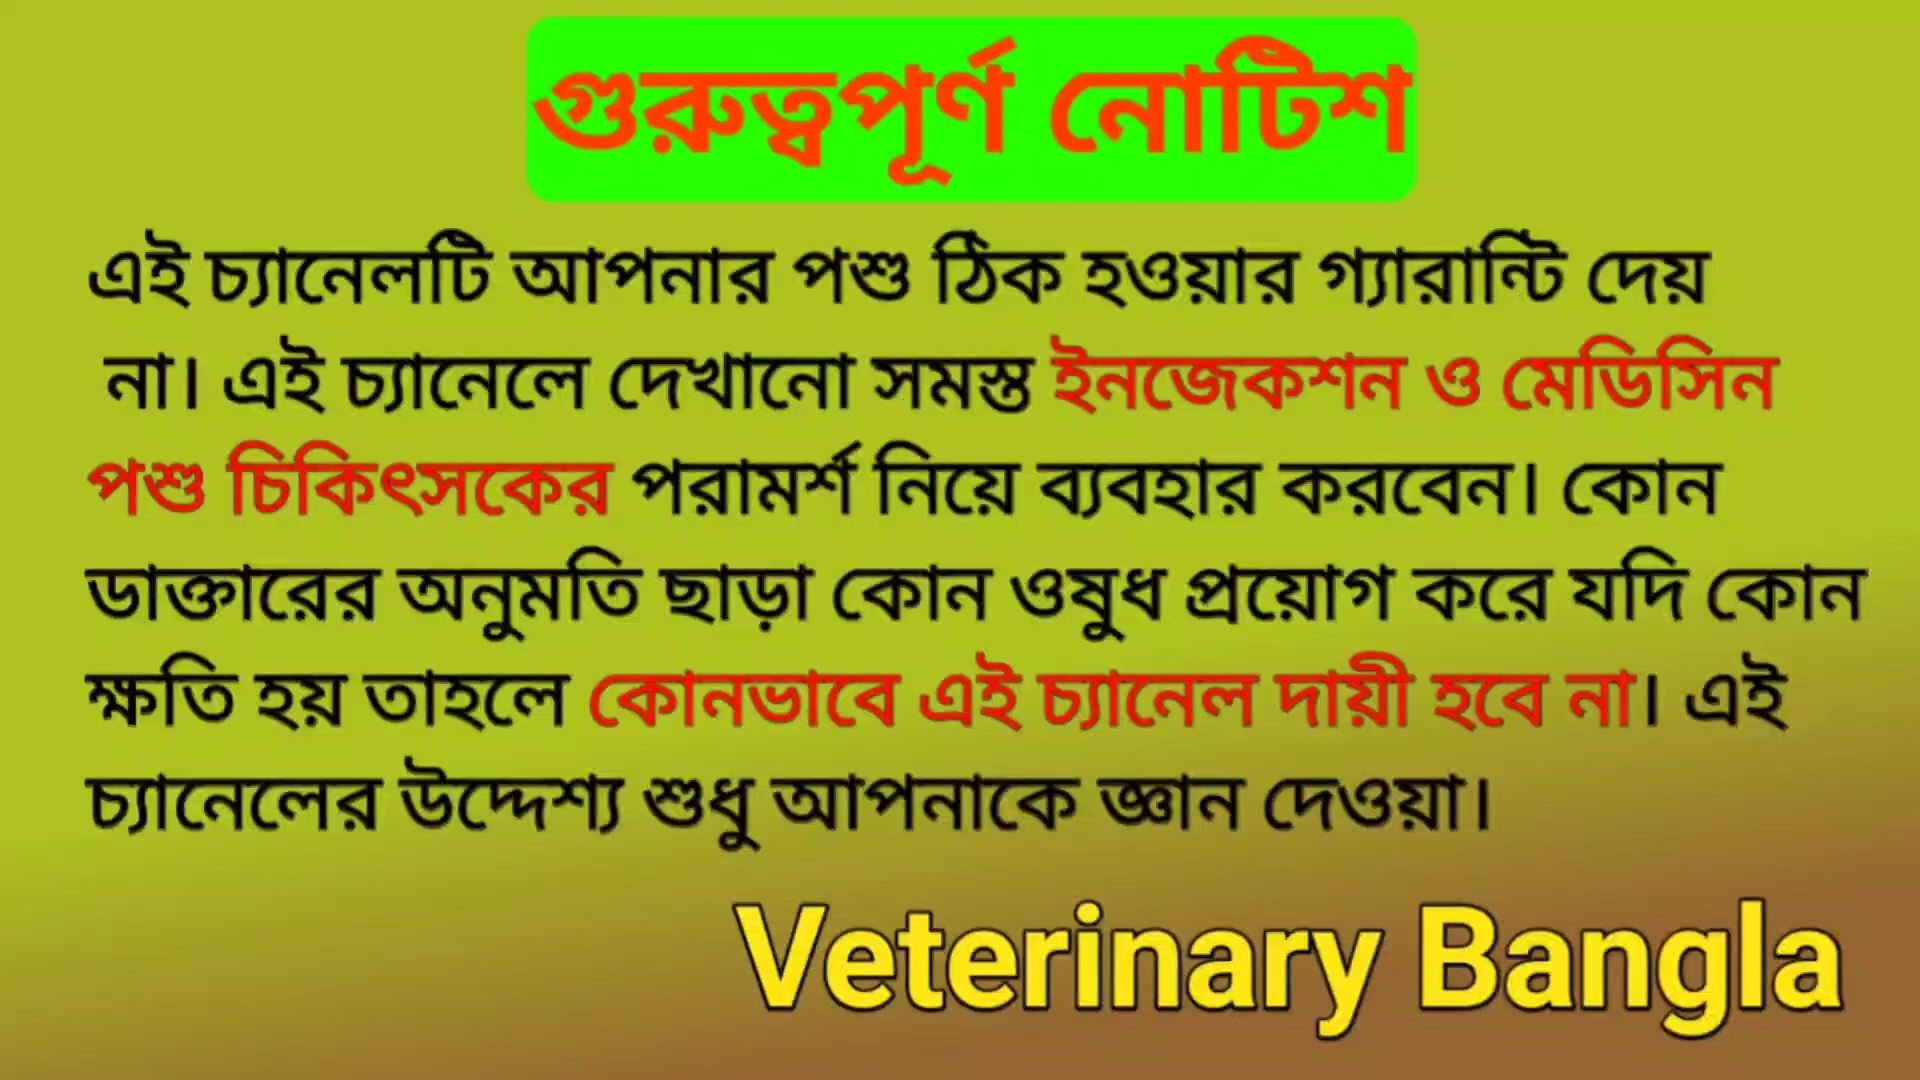 গুরুত্বপূর্ণ নোটিশ
এই চ্যানেলটি আপনার পশু ঠিক হওয়ার গ্যারান্টি দেয়
না। এই চ্যানেলে দেখানো সমস্ত ইনজেকশন ও মেডিসিন
পশু চিকিৎসকের পরামর্শ নিয়ে ব্যবহার করবেন। কোন
ডাক্তারের অনুমতি ছাড়া কোন ওষুধ প্রয়োগ করে যদি কোন
ক্ষতি হয় তাহলে কোনভাবে এই চ্যানেল দায়ী হবে না। এই
চ্যানেলের উদ্দেশ্য শুধু আপনাকে জ্ঞান দেওয়া।
Veterinary Bangla